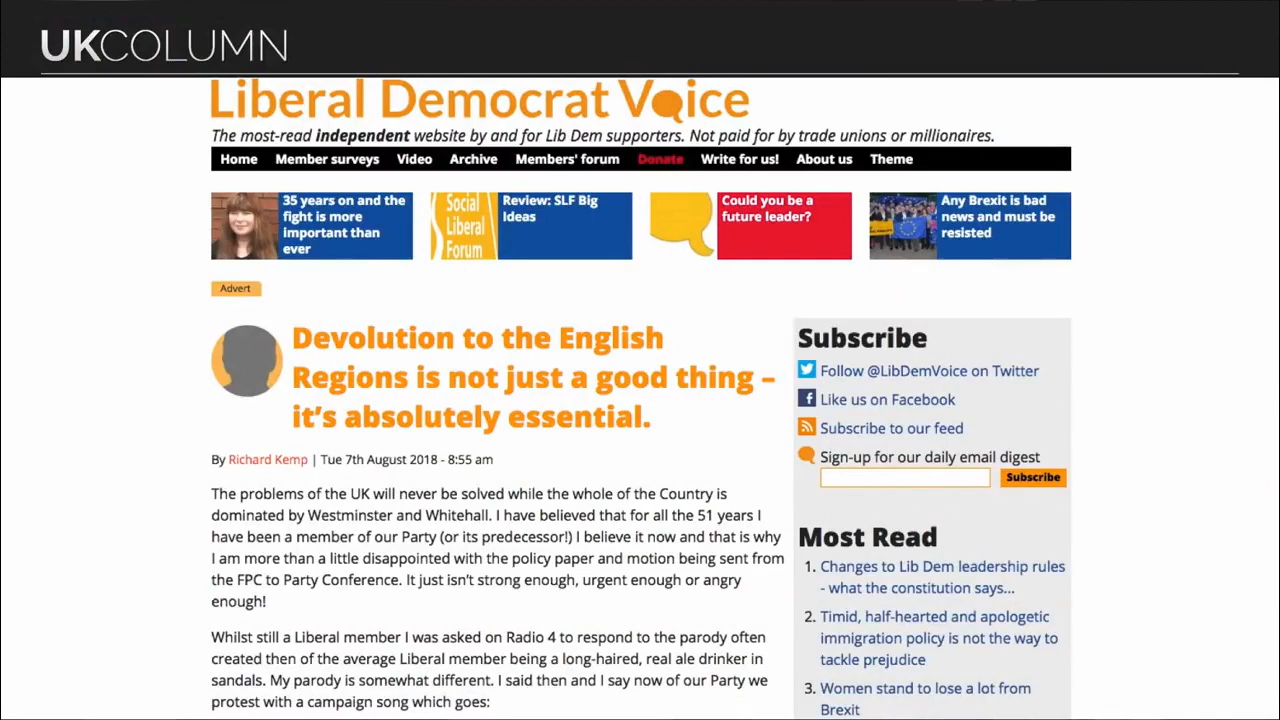 UKCOLUMN
Liberal Democrat Voice
The most-read independent website by and for Lib Dem supporters. Not paid for by trade unions or millionaires.
Home Member surveys Video Archive Members' forum Donate Write for us! About us Theme
35 years on and the
fight is more
important than
ever
Social
Liberal
Forum
Review: SLF Big
Ideas
Could you be a
future leader?
Any Brexit is bad
news and must be
resisted
Advert
Devolution to the English
Regions is not just a good thing –
it's absolutely essential.
By Richard Kemp | Tue 7th August 2018 - 8:55 am
The problems of the UK will never be solved while the whole of the Country is
dominated by Westminster and Whitehall. I have believed that for all the 51 years I
have been a member of our Party (or its predecessor!) I believe it now and that is why
I am more than a little disappointed with the policy paper and motion being sent from
the FPC to Party Conference. It just isn't strong enough, urgent enough or angry
enough!
Whilst still a Liberal member I was asked on Radio 4 to respond to the parody often
created then of the average Liberal member being a long-haired, real ale drinker in
sandals. My parody is somewhat different. I said then and I say now of our Party we
protest with a campaign song which goes:
Subscribe
Follow @LibDemVoice on Twitter
Like us on Facebook
Subscribe to our feed
Sign-up for our daily email digest
Subscribe
Most Read
1. Changes to Lib Dem leadership rules
- what the constitution says...
2. Timid, half-hearted and apologetic
immigration policy is not the way to
tackle prejudice
3. Women stand to lose a lot from
Brexit